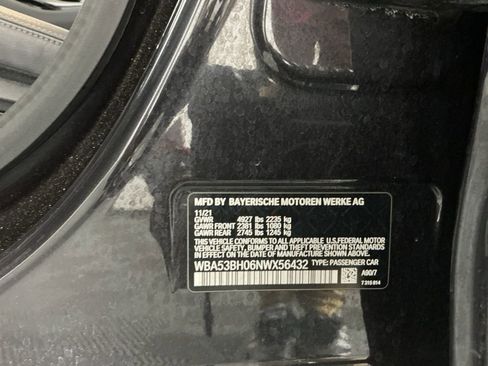 MFD BY BAYERISCHE MOTOREN WERKE AG
11/21
GVWR 4927 lbs 2235 kg
GAWR FRONT 2381 lbs 1080 kg
GAWR REAR 2745 lbs 1245 kg
THIS VEHICLE CONFORMS TO ALL APPLICABLE U.S.FEDERAL MOTOR
VEHICLE SAFETY, BUMPER AND THEFT PREVENTION STANDARDS
IN EFFECT ON THE DATE OF MANUFACTURE SHOWN ABOVE.
WBA53BH06NWX56432 TYPE: PASSENGER CAR
A90/7
7 315 814